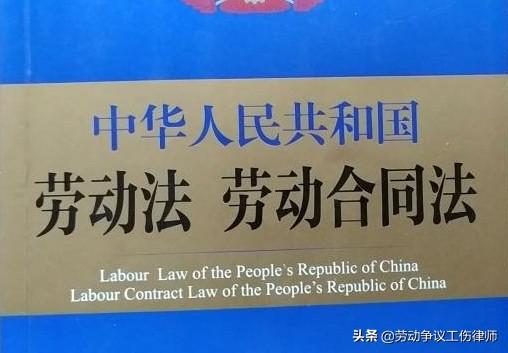 中华人民共和国
劳动法 劳动合同法
Labour Law of the People's Republic of China
Labour Contract Law of the People's Republic of China
头条 @劳动争议工伤律师